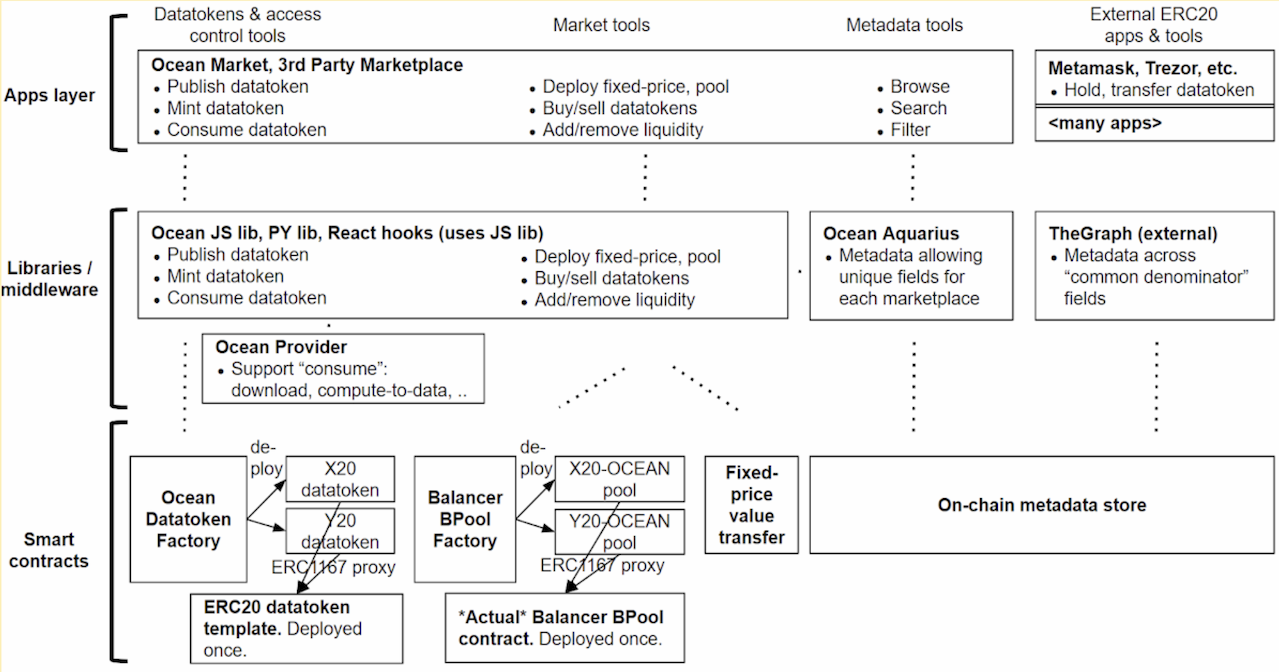 Datatokens & access
control tools
Market tools
Metadata tools
External ERC20
apps & tools
Apps layer
Ocean Market, 3rd Party Marketplace
• Publish datatoken
• Mint datatoken
• Consume datatoken
• Deploy fixed-price, pool
• Buy/sell datatokens
• Add/remove liquidity
• Browse
• Search
• Filter
Metamask, Trezor, etc.
• Hold, transfer datatoken
<many apps>
Libraries /
middleware
Ocean JS lib, PY lib, React hooks (uses JS lib)
• Publish datatoken
• Mint datatoken
• Consume datatoken
• Deploy fixed-price, pool
• Buy/sell datatokens
• Add/remove liquidity
Ocean Aquarius
• Metadata allowing
unique fields for
each marketplace
TheGraph (external)
• Metadata across
“common denominator”
fields
Ocean Provider
• Support “consume”:
download, compute-to-data, ..
Smart
contracts
Ocean
Datatoken
Factory
de-
ploy
X20
datatoken
Y20
datatoken
ERC1167 proxy
ERC20 datatoken
template. Deployed
once.
Balancer
BPool
Factory
de-
ploy
X20-OCEAN
pool
Y20-OCEAN
pool
ERC1167 proxy
*Actual* Balancer BPool
contract. Deployed once.
Fixed-
price
value
transfer
On-chain metadata store